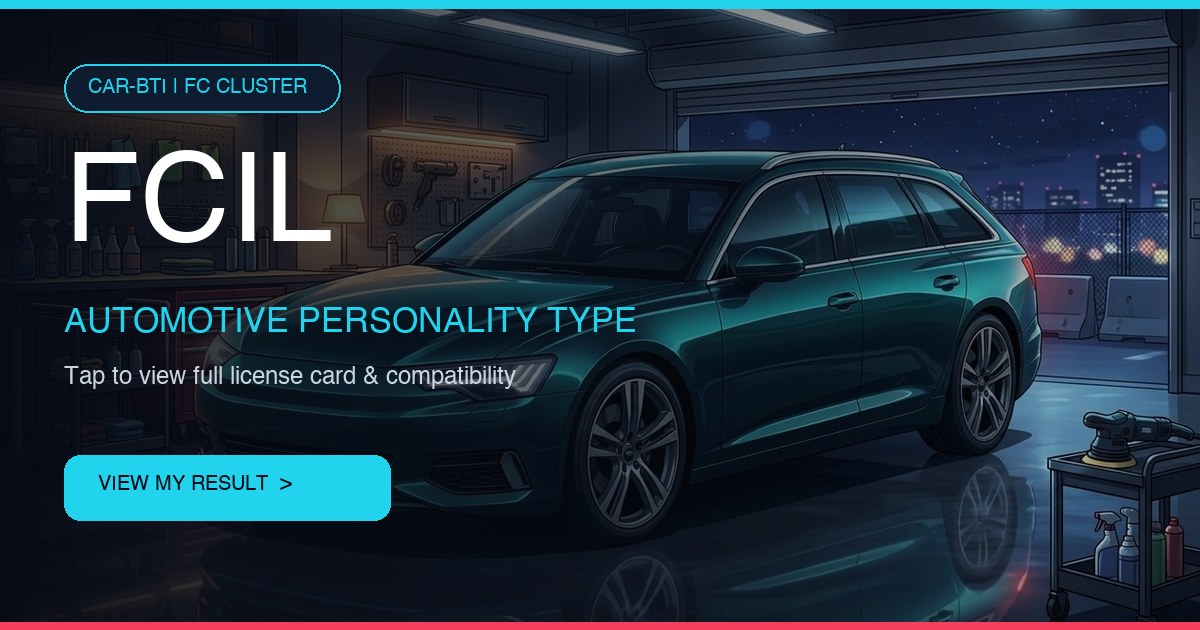 CAR-BTI | FC CLUSTER
FCIL
AUTOMOTIVE PERSONALITY TYPE
Tap to view full license card & compatibility
VIEW MY RESULT >